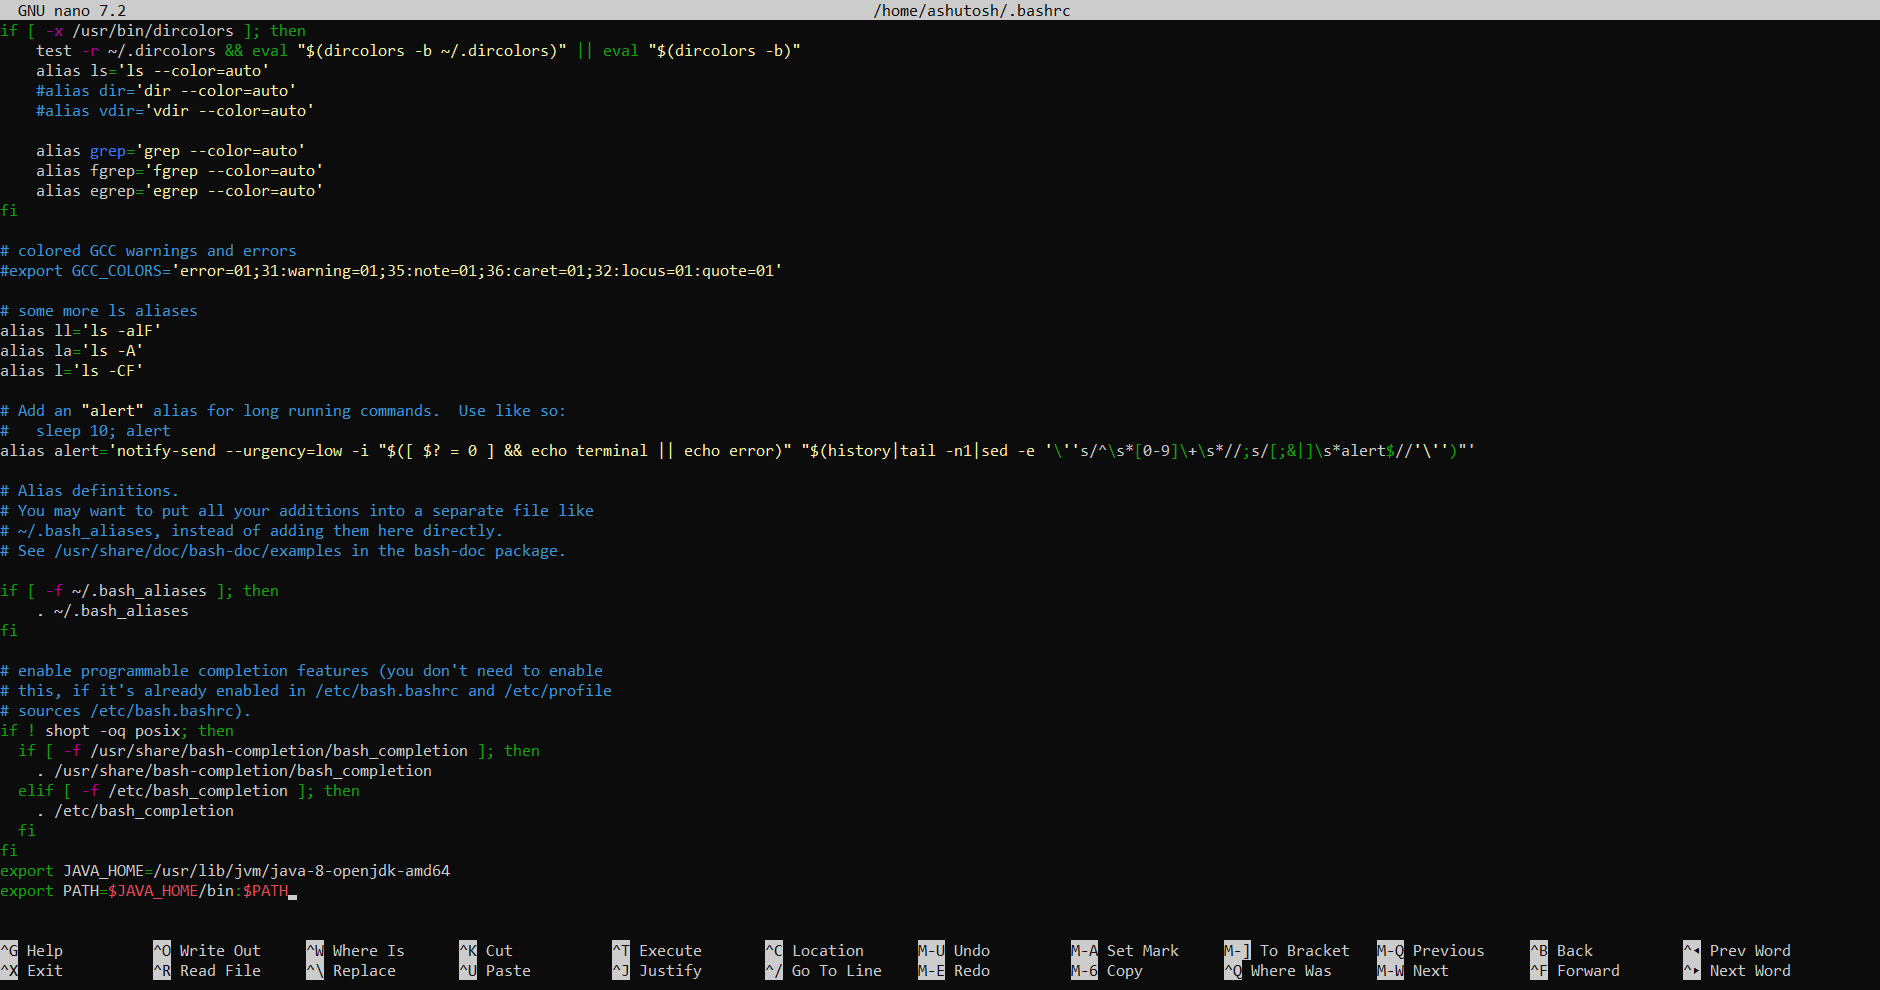 GNU nano 7.2 /home/ashutosh/.bashrc
if [ -x /usr/bin/dircolors ]; then
    test -r ~/.dircolors && eval "$(dircolors -b ~/.dircolors)" || eval "$(dircolors -b)"
    alias ls='ls --color=auto'
    #alias dir='dir --color=auto'
    #alias vdir='vdir --color=auto'

    alias grep='grep --color=auto'
    alias fgrep='fgrep --color=auto'
    alias egrep='egrep --color=auto'
fi

# colored GCC warnings and errors
#export GCC_COLORS='error=01;31:warning=01;35:note=01;36:caret=01;32:locus=01:quote=01'

# some more ls aliases
alias ll='ls -alF'
alias la='ls -A'
alias l='ls -CF'

# Add an "alert" alias for long running commands.  Use like so:
#   sleep 10; alert
alias alert='notify-send --urgency=low -i "$([ $? = 0 ] && echo terminal || echo error)" "$(history|tail -n1|sed -e '\''s/^\s*[0-9]\+\s*//;s/[;&|]\s*alert$//'\'')"'

# Alias definitions.
# You may want to put all your additions into a separate file like
# ~/.bash_aliases, instead of adding them here directly.
# See /usr/share/doc/bash-doc/examples in the bash-doc package.

if [ -f ~/.bash_aliases ]; then
    . ~/.bash_aliases
fi

# enable programmable completion features (you don't need to enable
# this, if it's already enabled in /etc/bash.bashrc and /etc/profile
# sources /etc/bash.bashrc).
if ! shopt -oq posix; then
  if [ -f /usr/share/bash-completion/bash_completion ]; then
    . /usr/share/bash-completion/bash_completion
  elif [ -f /etc/bash_completion ]; then
    . /etc/bash_completion
  fi
fi
export JAVA_HOME=/usr/lib/jvm/java-8-openjdk-amd64
export PATH=$JAVA_HOME/bin:$PATH

^G Help ^O Write Out ^W Where Is ^K Cut ^T Execute ^C Location M-U Undo M-A Set Mark M-] To Bracket M-Q Previous ^B Back ^◂ Prev Word
^X Exit ^R Read File ^\ Replace ^U Paste ^J Justify ^/ Go To Line M-E Redo M-6 Copy ^Q Where Was M-W Next ^F Forward ^▸ Next Word